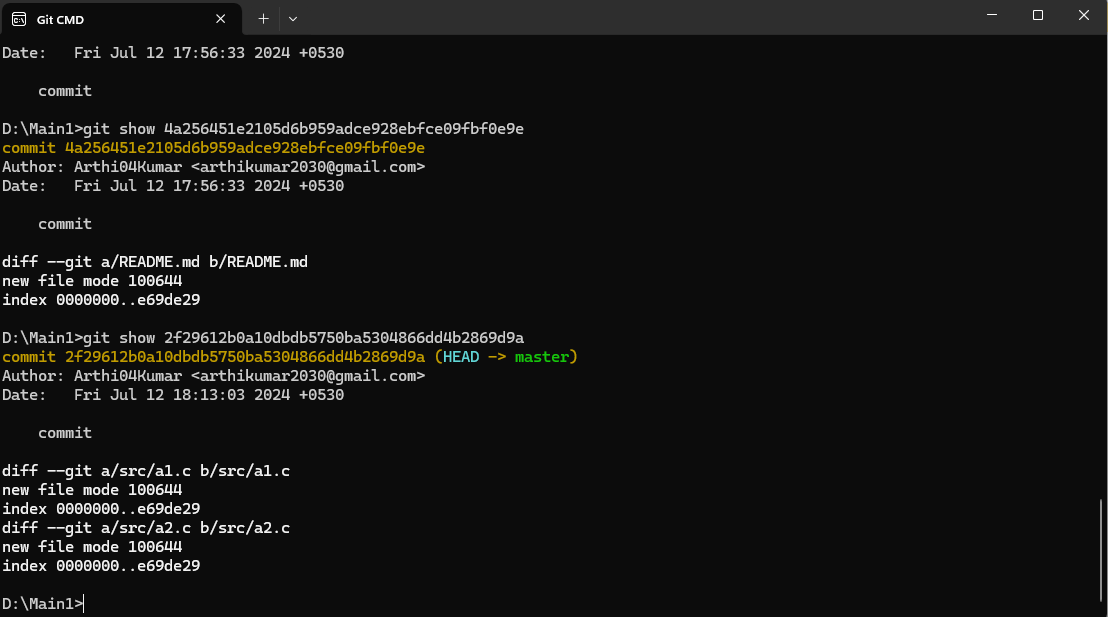 Git CMD
Date:   Fri Jul 12 17:56:33 2024 +0530
    commit
D:\Main1>git show 4a256451e2105d6b959adce928ebfce09fbf0e9e
commit 4a256451e2105d6b959adce928ebfce09fbf0e9e
Author: Arthi04Kumar <arthikumar2030@gmail.com>
Date:   Fri Jul 12 17:56:33 2024 +0530
    commit
diff --git a/README.md b/README.md
new file mode 100644
index 0000000..e69de29
D:\Main1>git show 2f29612b0a10dbdb5750ba5304866dd4b2869d9a
commit 2f29612b0a10dbdb5750ba5304866dd4b2869d9a (HEAD -> master)
Author: Arthi04Kumar <arthikumar2030@gmail.com>
Date:   Fri Jul 12 18:13:03 2024 +0530
    commit
diff --git a/src/a1.c b/src/a1.c
new file mode 100644
index 0000000..e69de29
diff --git a/src/a2.c b/src/a2.c
new file mode 100644
index 0000000..e69de29
D:\Main1>